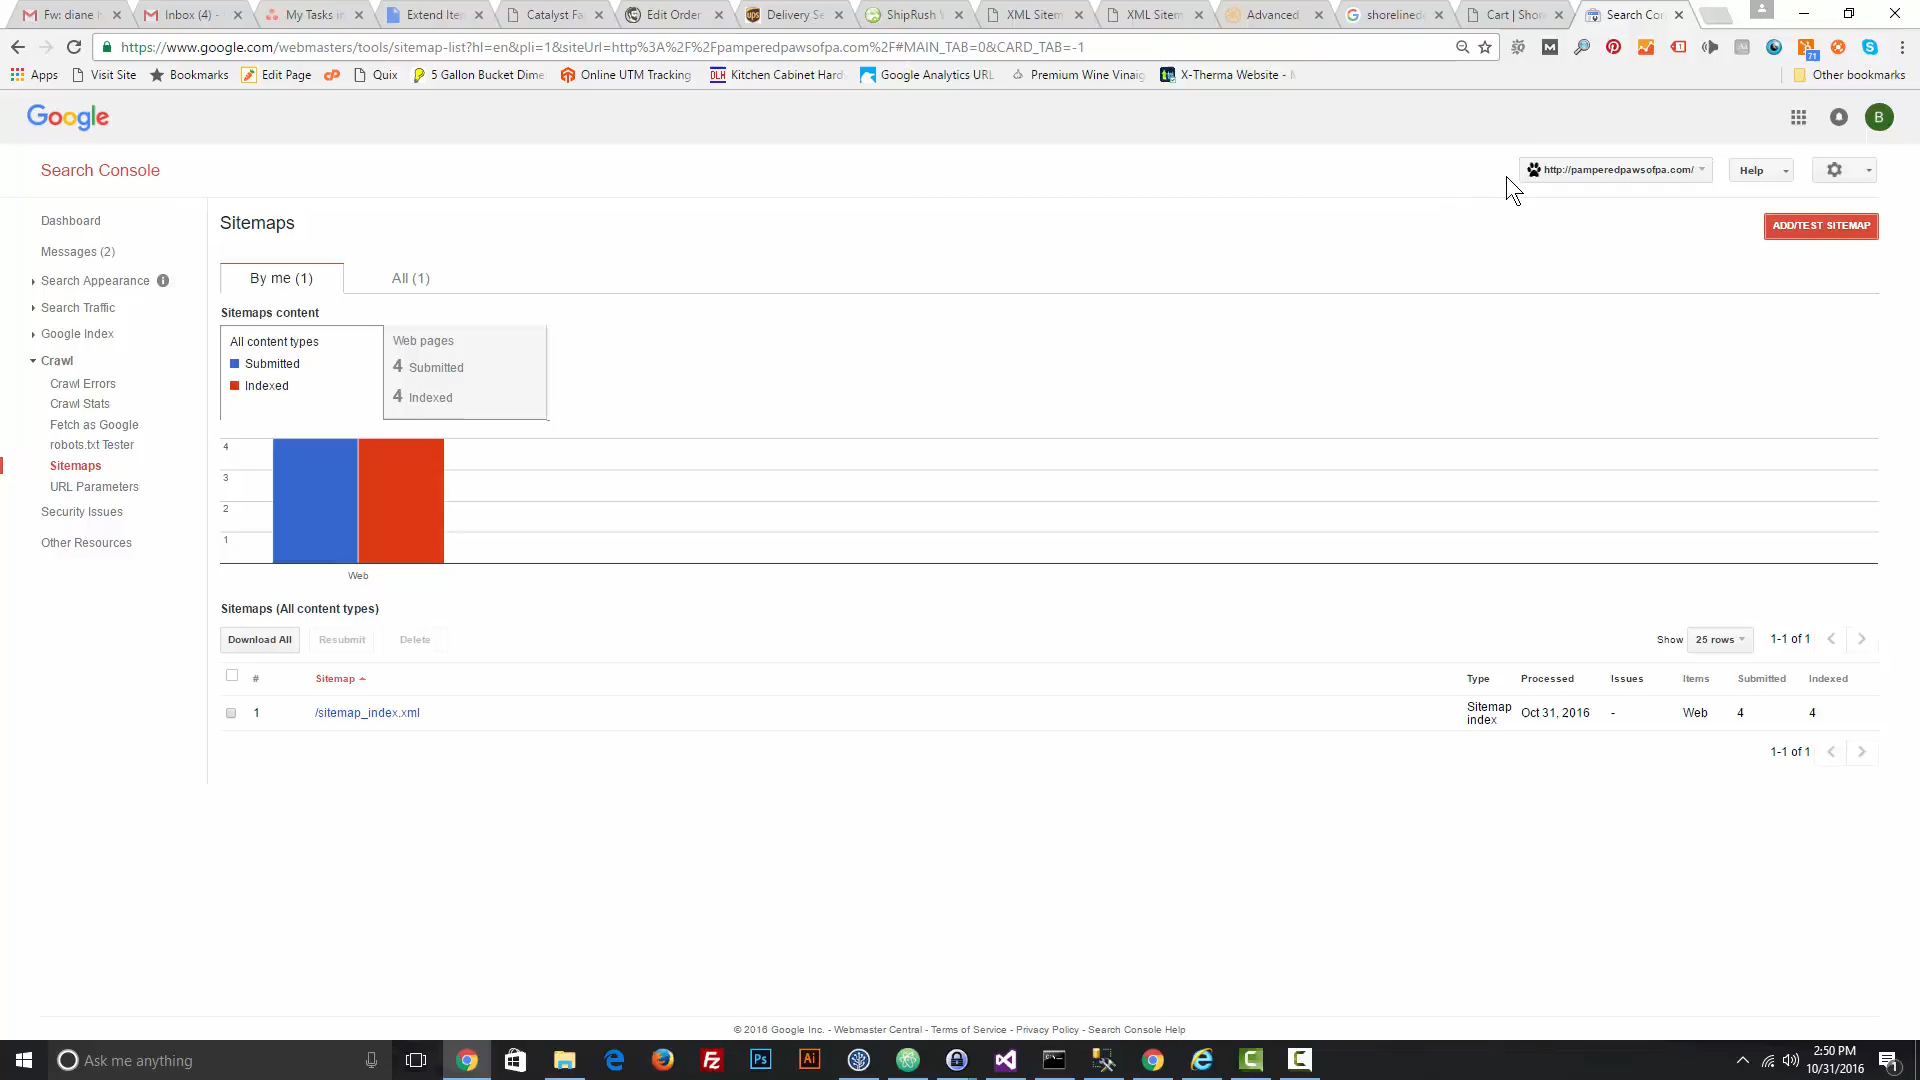 Fw: diane
Inbox (4) -
My Tasks in
Extend Iter
Catalyst Fa
Edit Order
Delivery Se
ShipRush
XML Sitem
XML Sitem
Advanced
shorelinede
Cart | Shor
Search Con
https://www.google.com/webmasters/tools/sitemap-list?hl=en&pli=1&siteUrl=http%3A%2F%2Fpamperedpawsofpa.com%2F#MAIN_TAB=0&CARD_TAB=-1
71
Apps
Visit Site
Bookmarks
Edit Page
cP
Quix
5 Gallon Bucket Dime
Online UTM Tracking
DLH Kitchen Cabinet Hard
Google Analytics URL
Premium Wine Vinaig
X-Therma Website -
Other bookmarks
Google
B
Search Console
http://pamperedpawsofpa.com/
Help
Dashboard
Messages (2)
Search Appearance
Search Traffic
Google Index
Crawl
Crawl Errors
Crawl Stats
Fetch as Google
robots.txt Tester
Sitemaps
URL Parameters
Security Issues
Other Resources
Sitemaps
ADD/TEST SITEMAP
By me (1)
All (1)
Sitemaps content
All content types
Submitted
Indexed
Web pages
4 Submitted
4 Indexed
4
3
2
1
Web
Sitemaps (All content types)
Download All
Resubmit
Delete
Show
25 rows
1-1 of 1
#
Sitemap
Type
Processed
Issues
Items
Submitted
Indexed
1
/sitemap_index.xml
Sitemap
index
Oct 31, 2016
-
Web
4
4
1-1 of 1
© 2016 Google Inc. - Webmaster Central - Terms of Service - Privacy Policy - Search Console Help
Ask me anything
Ps
Ai
2:50 PM
10/31/2016
1